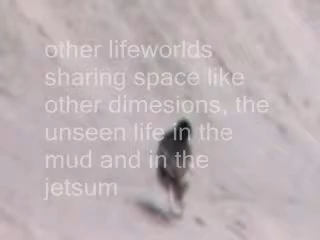 other lifeworlds
sharing space like
other dimesions, the
unseen life in the
mud and in the
jetsum